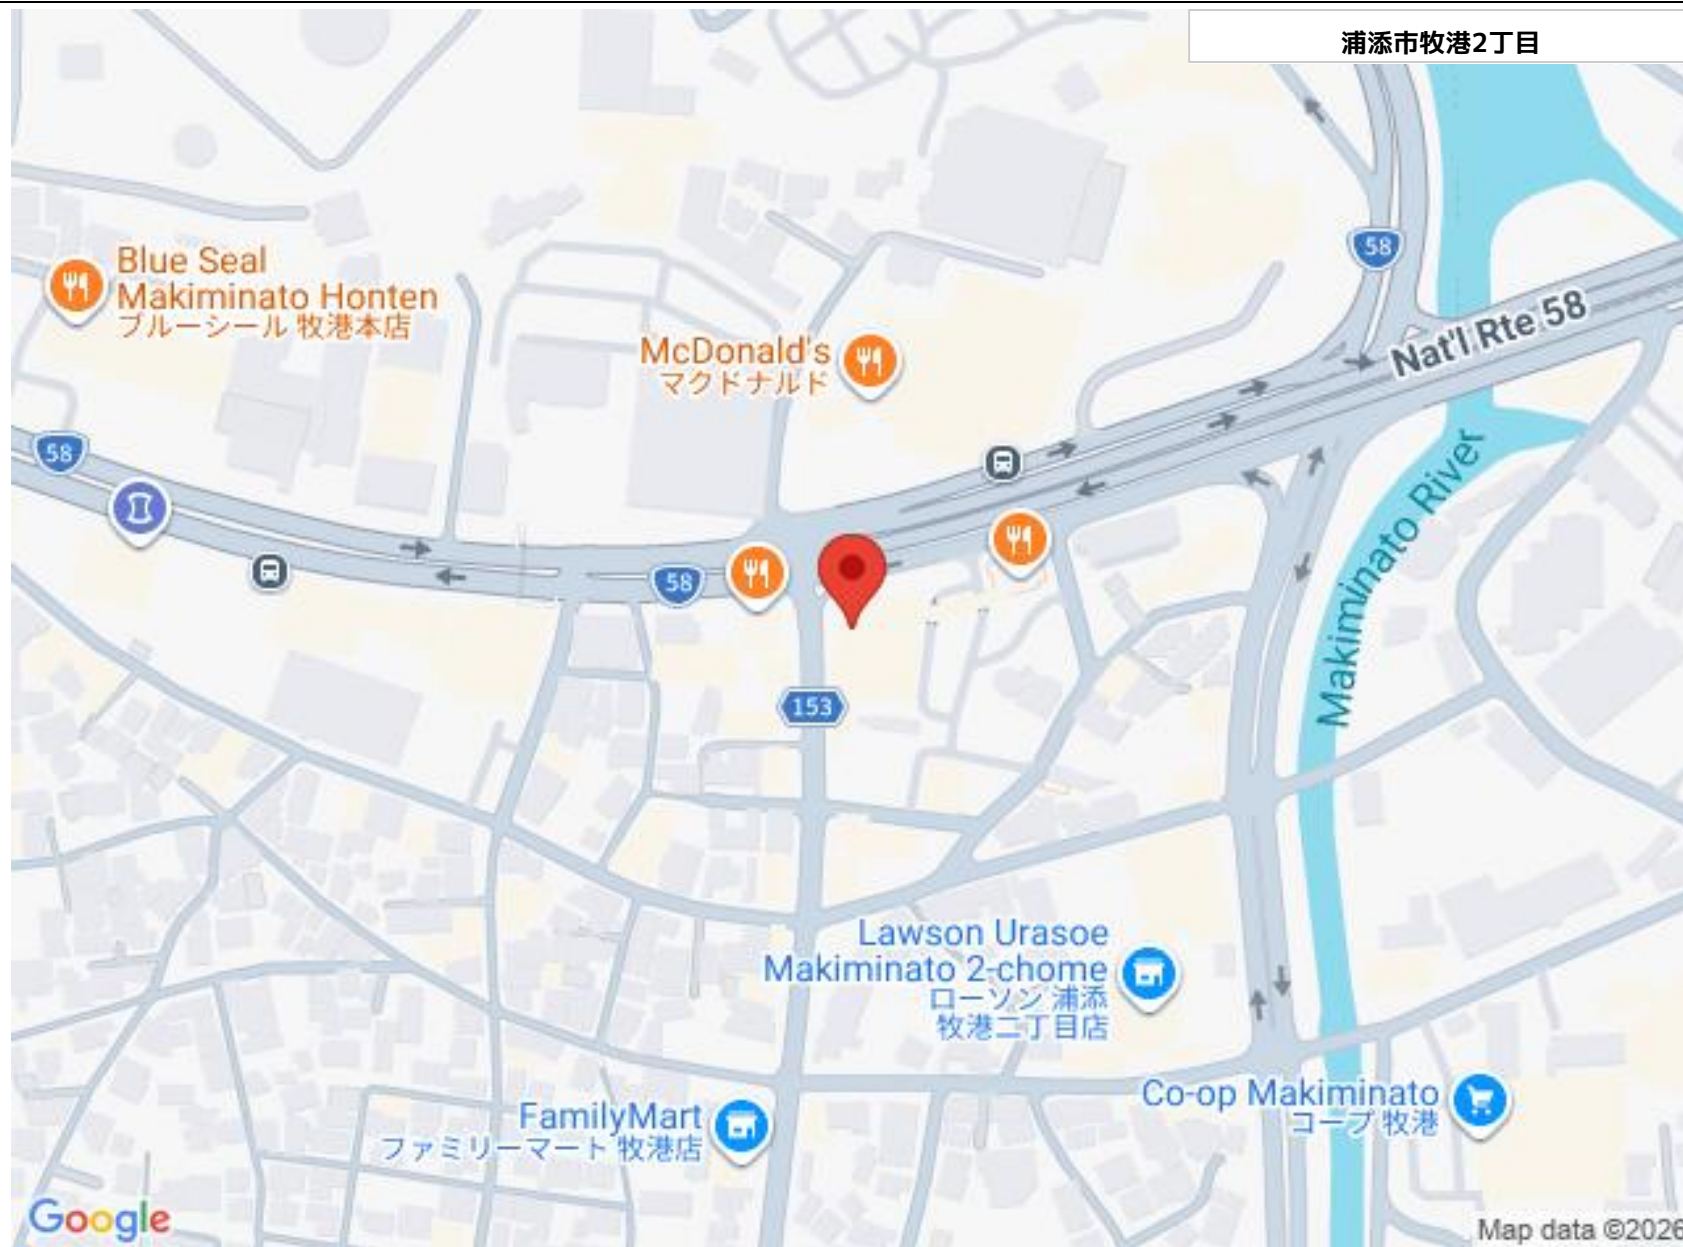 浦添市牧港2丁目
58
Blue Seal
Makiminato Honten
ブルーシール 牧港本店
Nat'l Rte 58
McDonald's
マクドナルド
58
58
Makiminato River
153
Lawson Urasoe
Makiminato 2-chome
ローソン 浦添
牧港二丁目店
Co-op Makiminato
コープ 牧港
FamilyMart
ファミリーマート 牧港店
Google
Map data ©2026